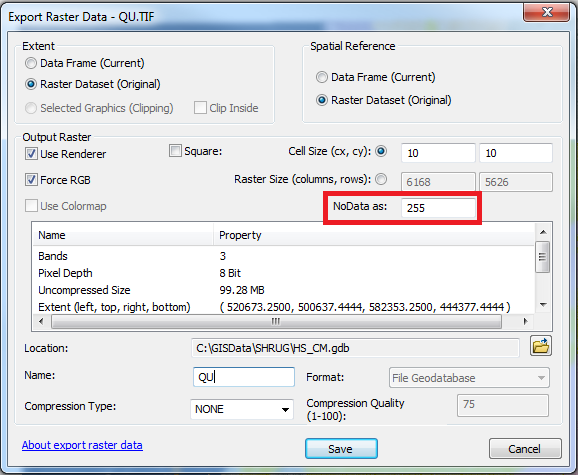 Export Raster Data - QU.TIF
Extent
Data Frame (Current)
Raster Dataset (Original)
Selected Graphics (Clipping)
Clip Inside
Spatial Reference
Data Frame (Current)
Raster Dataset (Original)
Output Raster
Use Renderer
Square:
Cell Size (cx, cy):
10
10
Force RGB
Raster Size (columns, rows):
6168
5626
Use Colormap
NoData as:
255
Name
Property
Bands
3
Pixel Depth
8 Bit
Uncompressed Size
99.28 MB
Extent (left, top, right, bottom)
( 520673.2500, 500637.4444, 582353.2500, 444377.4444 )
Location:
C:\GISData\SHRUG\HS_CM.gdb
Name:
QU
Format:
File Geodatabase
Compression Type:
NONE
Compression Quality (1-100):
75
About export raster data
Save
Cancel